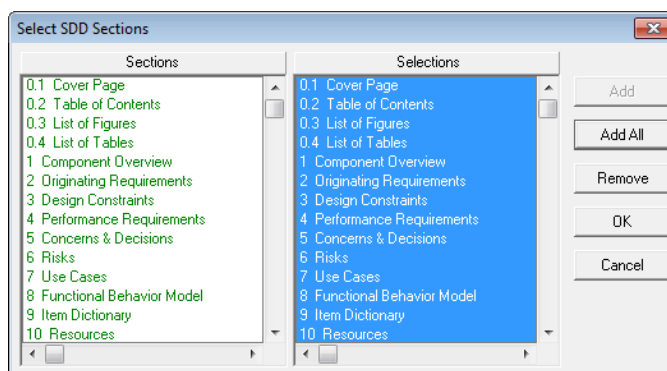 Select SDD Sections
Sections
0.1 Cover Page
0.2 Table of Contents
0.3 List of Figures
0.4 List of Tables
1 Component Overview
2 Originating Requirements
3 Design Constraints
4 Performance Requirements
5 Concerns & Decisions
6 Risks
7 Use Cases
8 Functional Behavior Model
9 Item Dictionary
10 Resources
Selections
0.1 Cover Page
0.2 Table of Contents
0.3 List of Figures
0.4 List of Tables
1 Component Overview
2 Originating Requirements
3 Design Constraints
4 Performance Requirements
5 Concerns & Decisions
6 Risks
7 Use Cases
8 Functional Behavior Model
9 Item Dictionary
10 Resources
Add
Add All
Remove
OK
Cancel